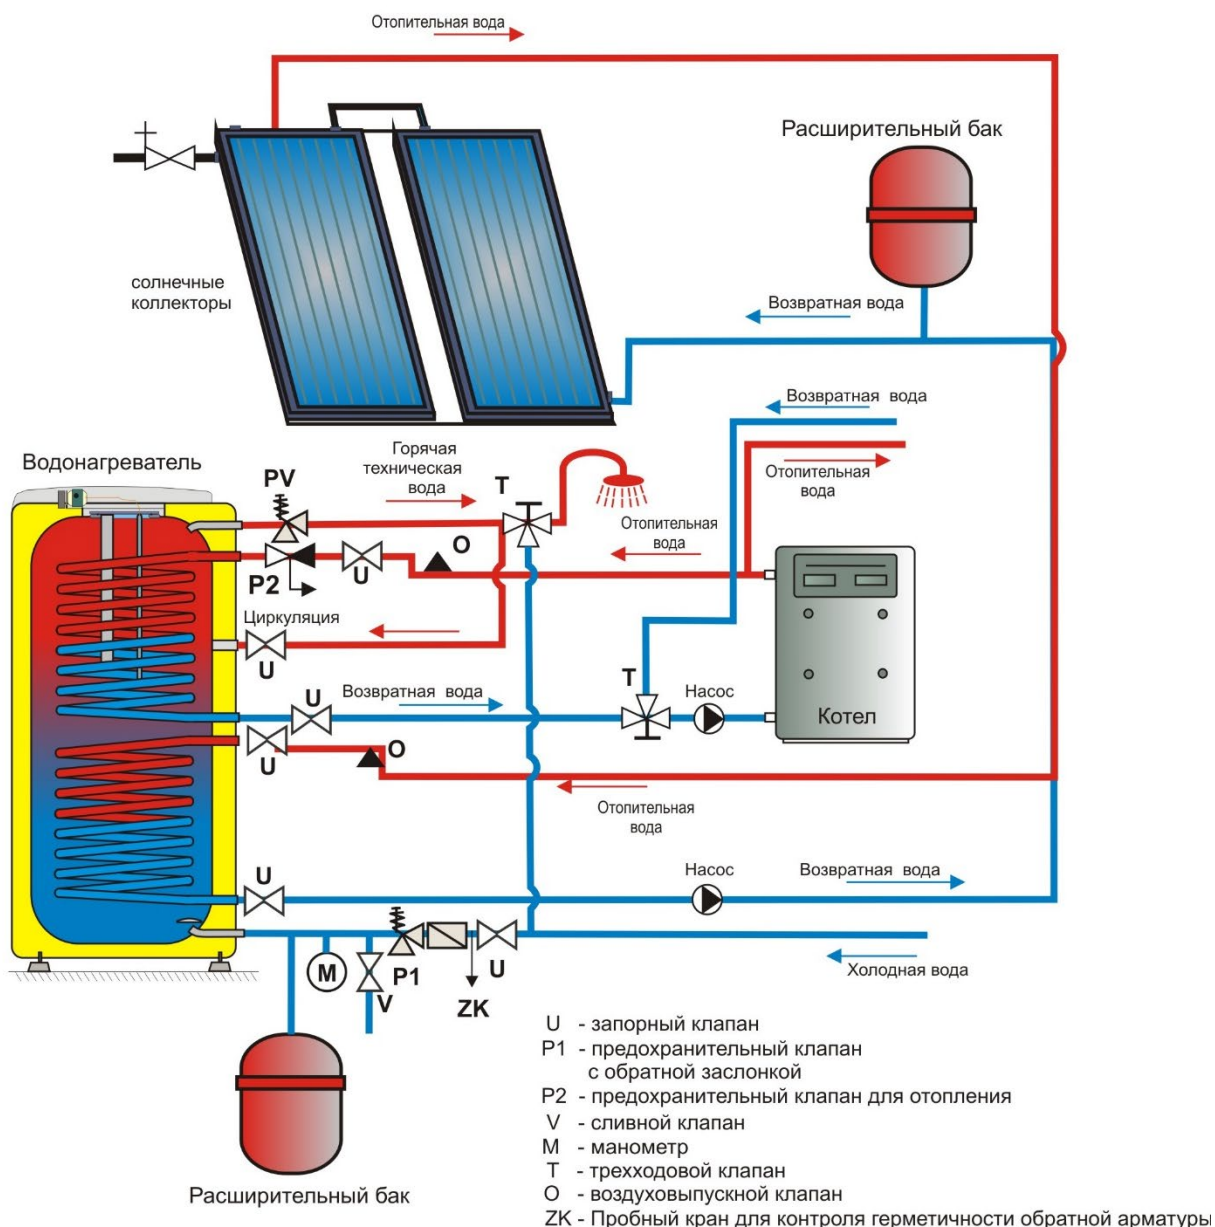 Отопительная вода
Расширительный бак
солнечные
коллекторы
Возвратная вода
Возвратная вода
Горячая
техническая
вода
Отопительная
вода
Водонагреватель
PV
T
Отопительная
вода
O
P2
U
Циркуляция
U
Возвратная вода
U
T
Насос
Котел
U
O
Отопительная
вода
U
Насос
Возвратная вода
M
V
P1
ZK
U
Холодная вода
Расширительный бак
U - запорный клапан
P1 - предохранительный клапан
с обратной заслонкой
P2 - предохранительный клапан для отопления
V - сливной клапан
M - манометр
T - трехходовой клапан
O - воздуховыпускной клапан
ZK - Пробный кран для контроля герметичности обратной арматуры